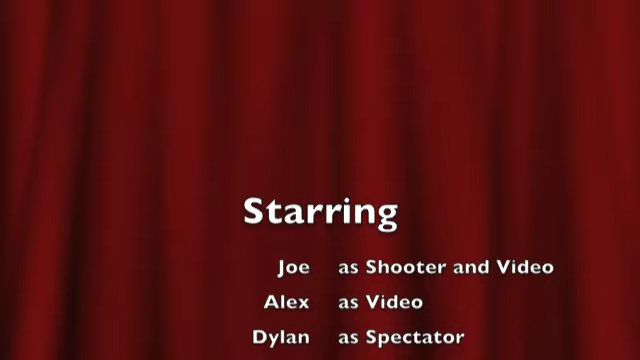 Starring
Joe as Shooter and Video
Alex as Video
Dylan as Spectator